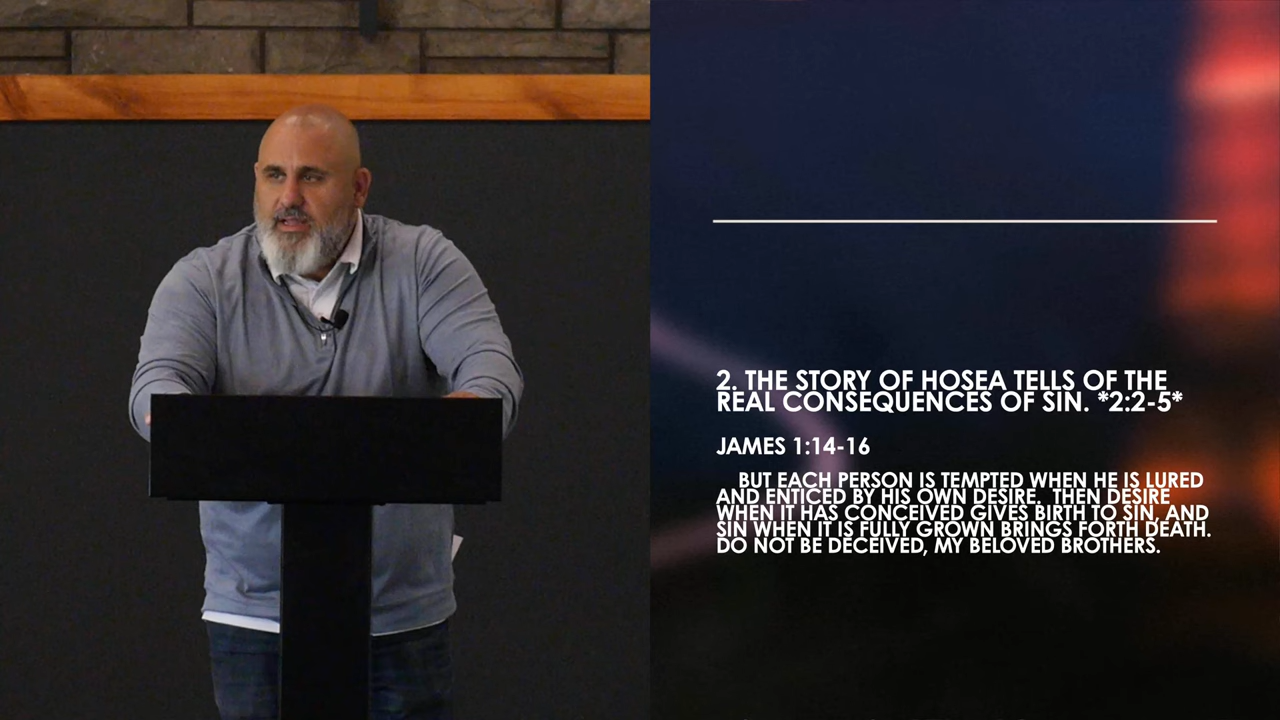 2. THE STORY OF HOSEA TELLS OF THE
REAL CONSEQUENCES OF SIN. *2:2-5*
JAMES 1:14-16
BUT EACH PERSON IS TEMPTED WHEN HE IS LURED
AND ENTICED BY HIS OWN DESIRE. THEN DESIRE
WHEN IT HAS CONCEIVED GIVES BIRTH TO SIN, AND
SIN WHEN IT IS FULLY GROWN BRINGS FORTH DEATH.
DO NOT BE DECEIVED, MY BELOVED BROTHERS.